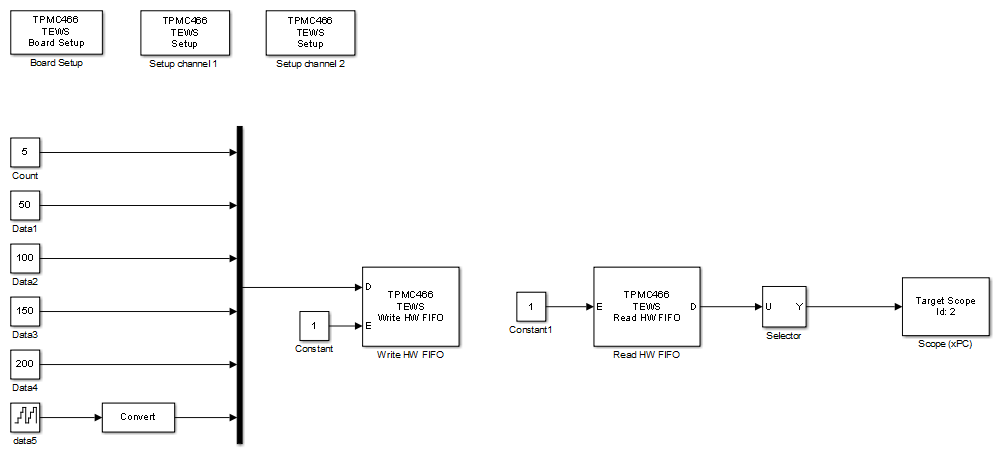 TPMC466
TEWS
Board Setup
Board Setup
TPMC466
TEWS
Setup
Setup channel 1
TPMC466
TEWS
Setup
Setup channel 2
5
Count
50
Data1
100
Data2
150
Data3
200
Data4
data5
Convert
1
Constant
D
E
TPMC466
TEWS
Write HW FIFO
Write HW FIFO
1
Constant1
E
TPMC466
TEWS
Read HW FIFO
D
Read HW FIFO
U
Y
Selector
Target Scope
Id: 2
Scope (xPC)